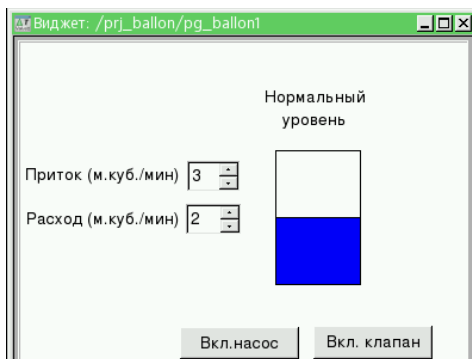 Виджет: /prj_ballon/pg_ballon1
Нормальный
уровень
Приток (м.куб./мин) 3
Расход (м.куб./мин) 2
Вкл.насос Вкл. клапан